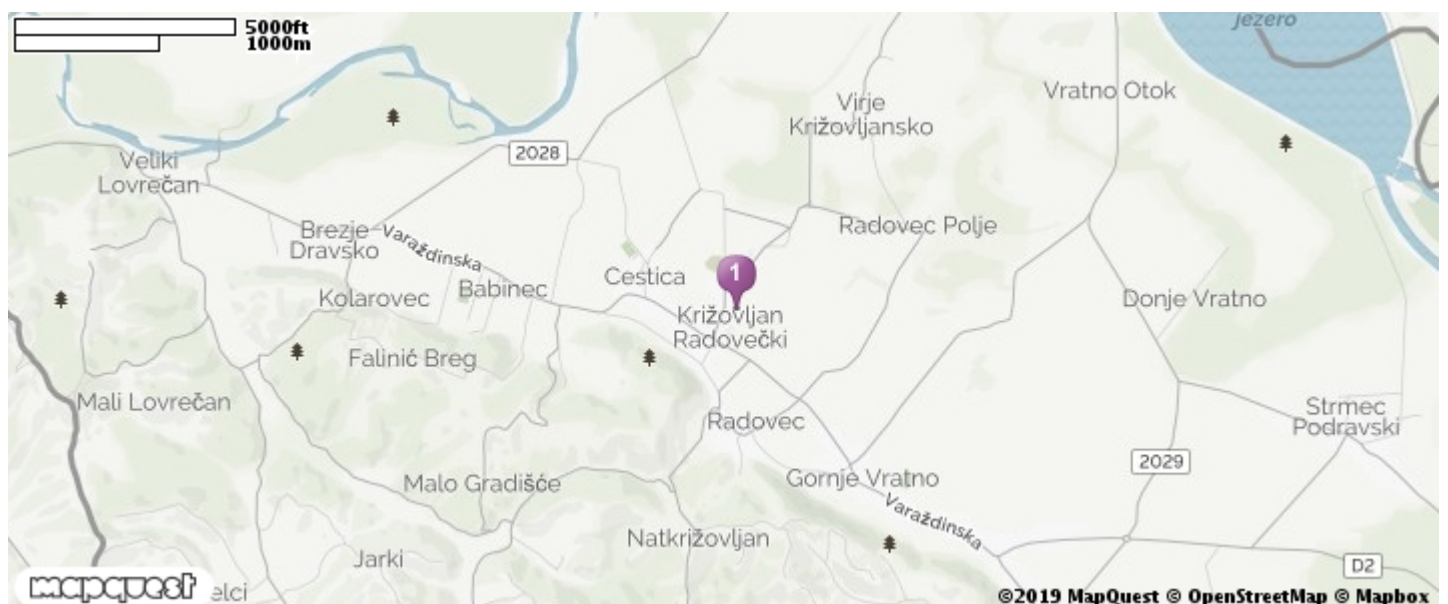 5000ft
1000m
jezero
Vratno Otok
Virje
Križovljansko
2028
Veliki
Lovrečan
Brezje
Dravsko
Varaždinska
Radovec Polje
Cestica
1
Babinec
Kolarovec
Donje Vratno
Križovljan
Radovečki
Falinić Breg
Mali Lovrečan
Radovec
Strmec
Podravski
2029
Malo Gradišće
Gornje Vratno
Varaždinska
Natkrižovljan
Jarki
D2
mapquest
elci
©2019 MapQuest © OpenStreetMap © Mapbox